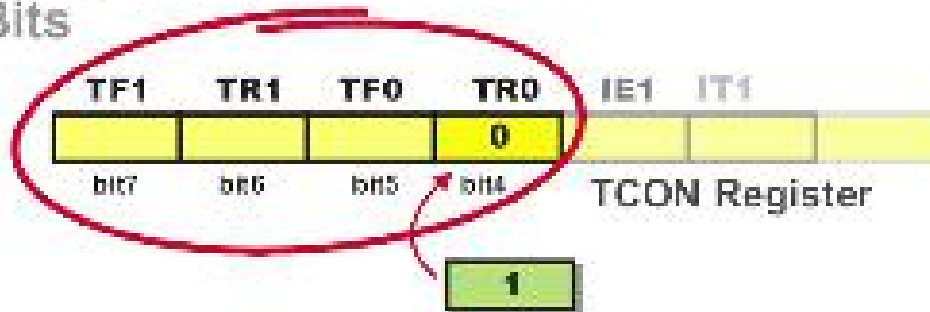 Bits
TF1 TR1 TF0 TR0 IE1 IT1
0
bit7 bit6 bit5 bit4
TCON Register
1